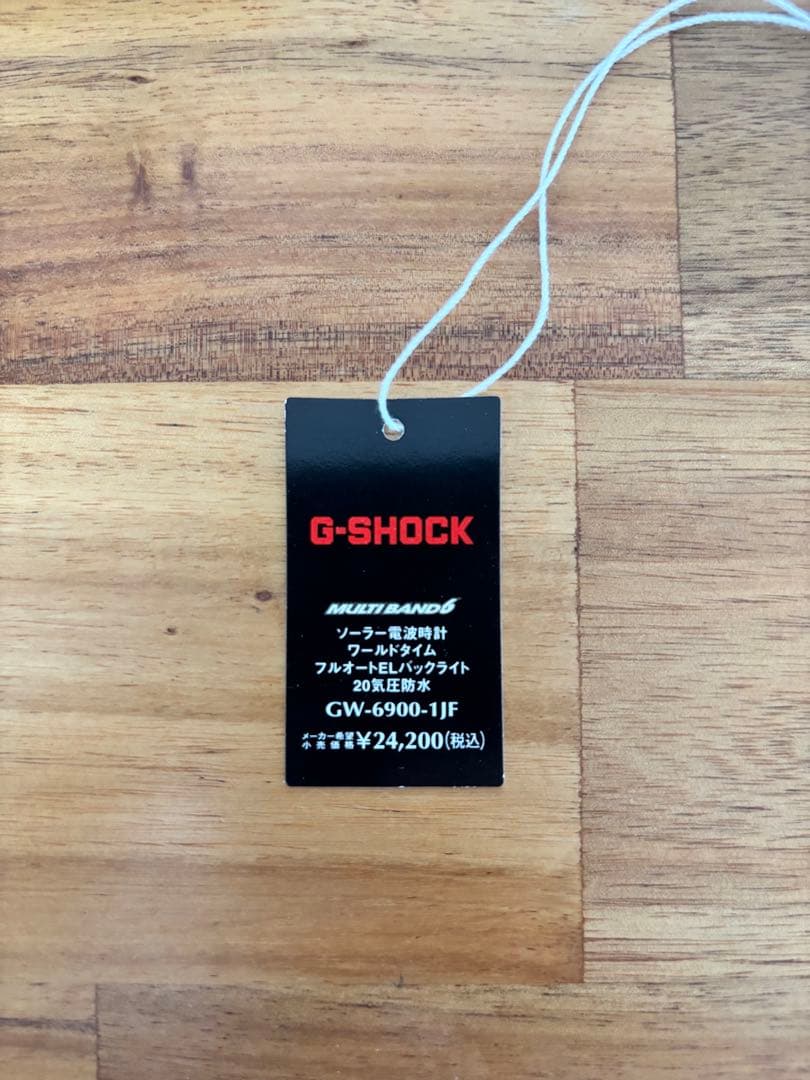 G-SHOCK
MULTI BAND 6
ソーラー電波時計
ワールドタイム
フルオートELバックライト
20気圧防水
GW-6900-1JF
メーカー希望小売価格 ¥24,200(税込)